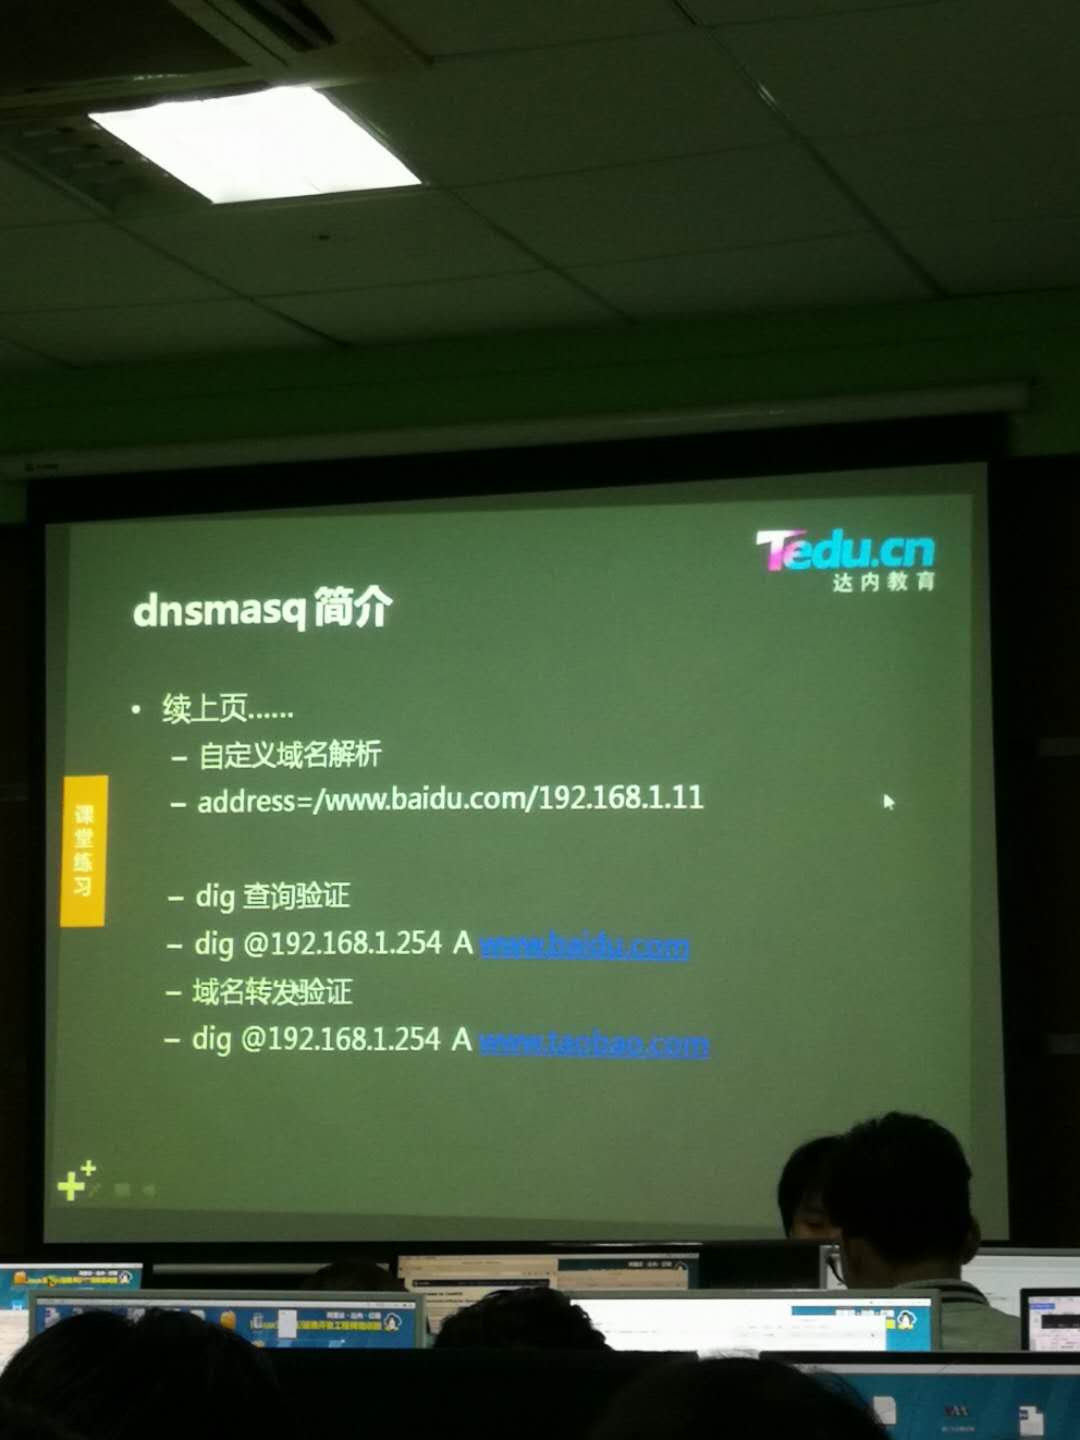 Tedu.cn
达内教育
dnsmasq 简介
• 续上页......
– 自定义域名解析
– address=/www.baidu.com/192.168.1.11
课堂练习
– dig 查询验证
– dig @192.168.1.254 A www.baidu.com
– 域名转发验证
– dig @192.168.1.254 A www.taobao.com